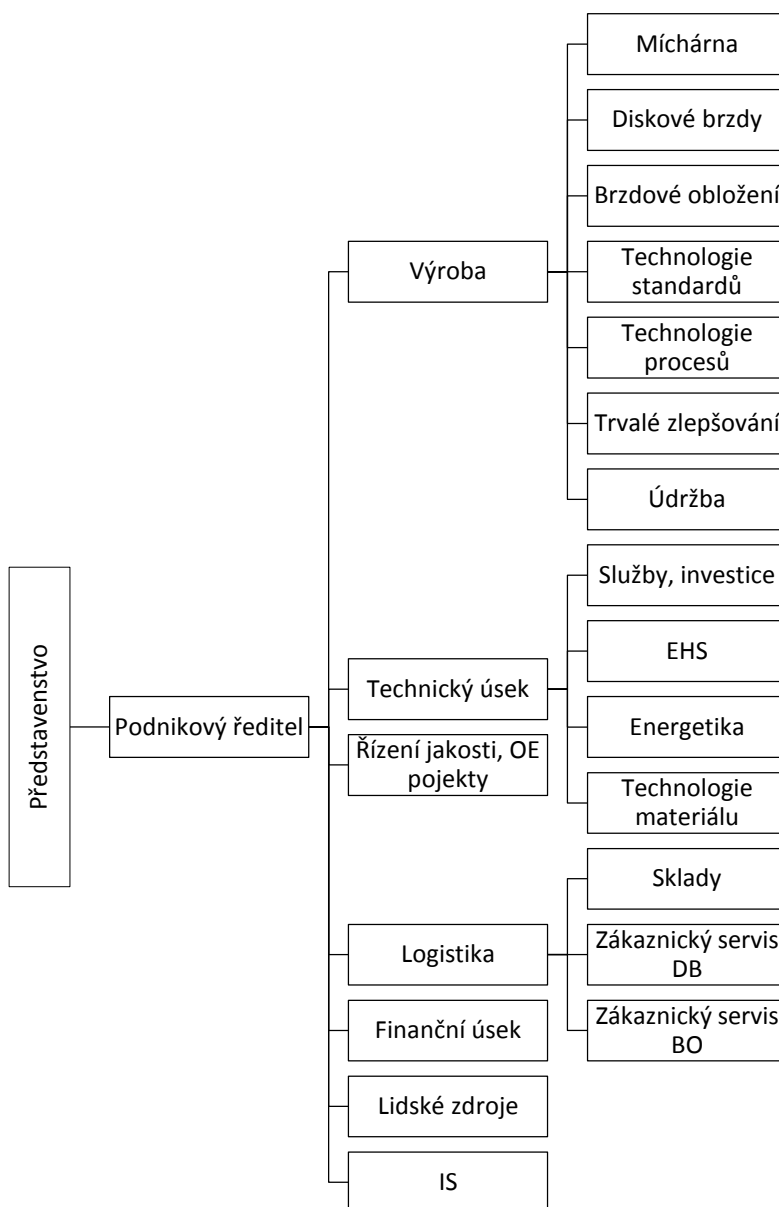 Představenstvo
Podnikový ředitel
Výroba
Míchárna
Diskové brzdy
Brzdové obložení
Technologie
standardů
Technologie
procesů
Trvalé zlepšování
Údržba
Technický úsek
Služby, investice
EHS
Energetika
Technologie
materiálu
Řízení jakosti, OE
pojekty
Logistika
Sklady
Zákaznický servis
DB
Zákaznický servis
BO
Finanční úsek
Lidské zdroje
IS